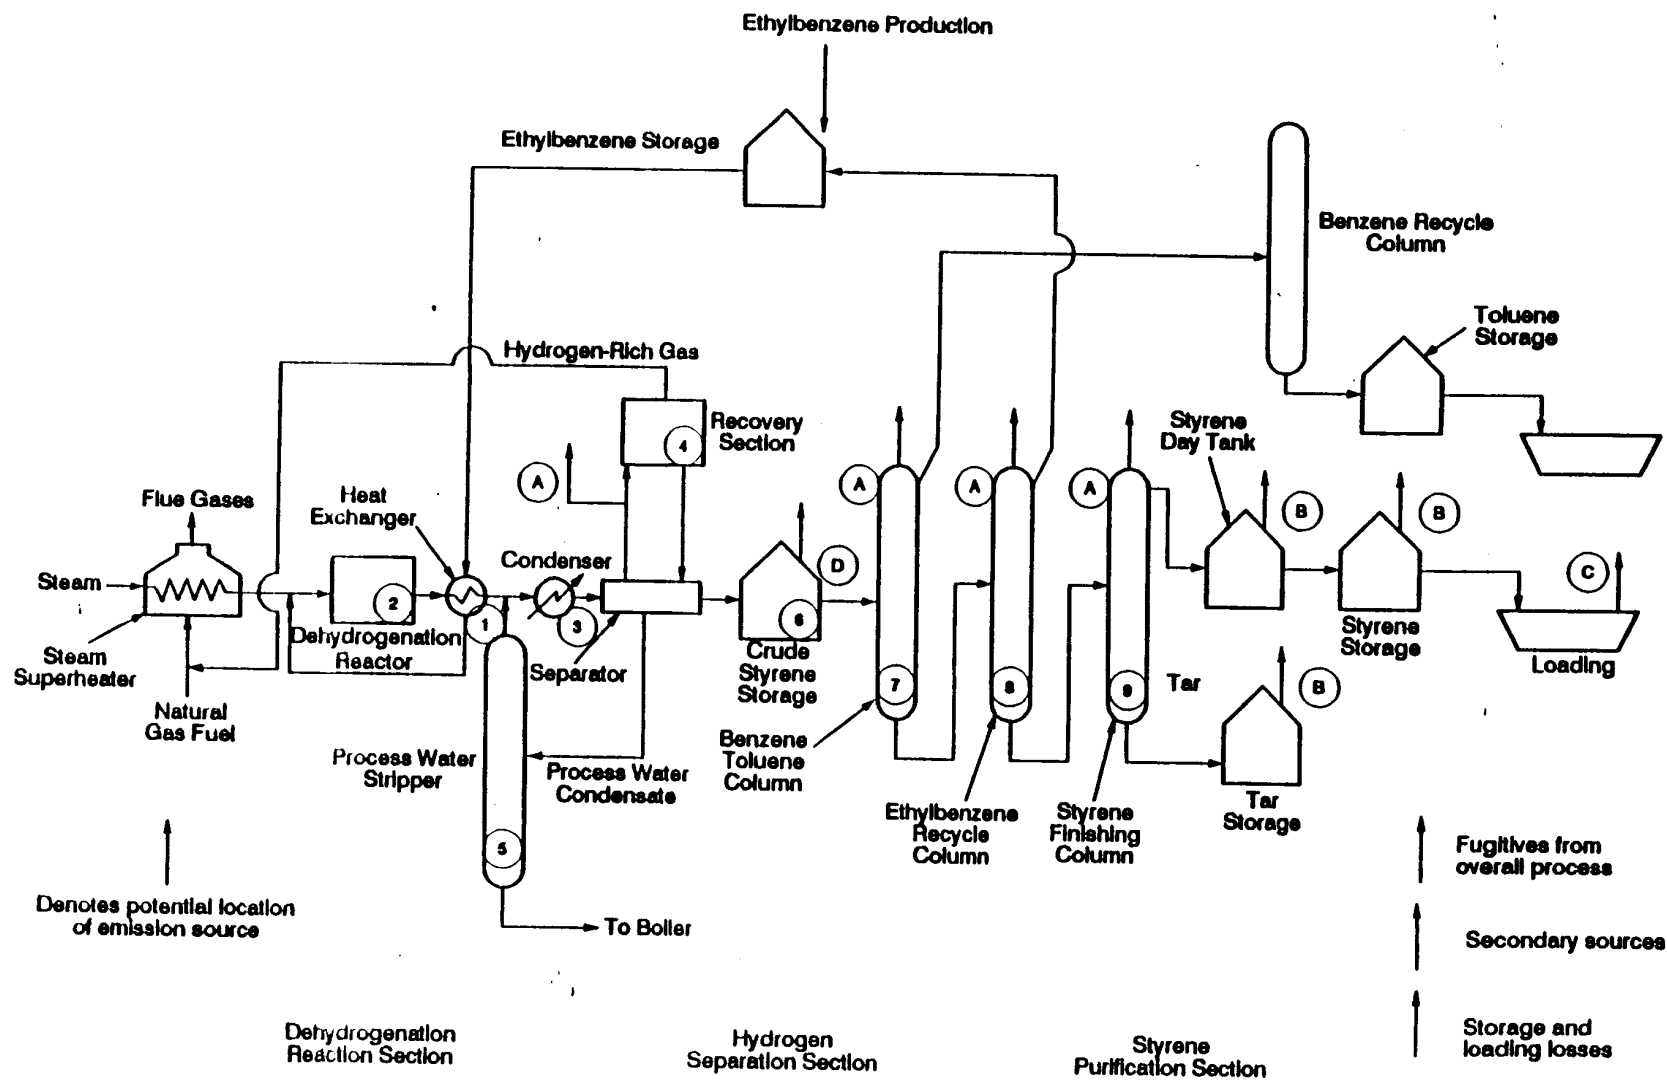 Ethylbenzene Production
Ethylbenzene Storage
Benzene Recycle
Column
Toluene
Storage
Hydrogen-Rich Gas
Recovery
Section
4
A
Styrene
Day Tank
Flue Gases
Heat
Exchanger
Condenser
A
A
A
B
B
D
C
Steam
2
1
3
6
Dehydrogenation
Reactor
Separator
Crude
Styrene
Storage
Styrene
Storage
Loading
Steam
Superheater
Natural
Gas Fuel
7
8
9
Tar
B
Process Water
Stripper
Process Water
Condensate
Benzene
Toluene
Column
Ethylbenzene
Recycle
Column
Styrene
Finishing
Column
Tar
Storage
5
To Boiler
Denotes potential location
of emission source
Fugitives from
overall process
Secondary sources
Storage and
loading losses
Dehydrogenation
Reaction Section
Hydrogen
Separation Section
Styrene
Purification Section